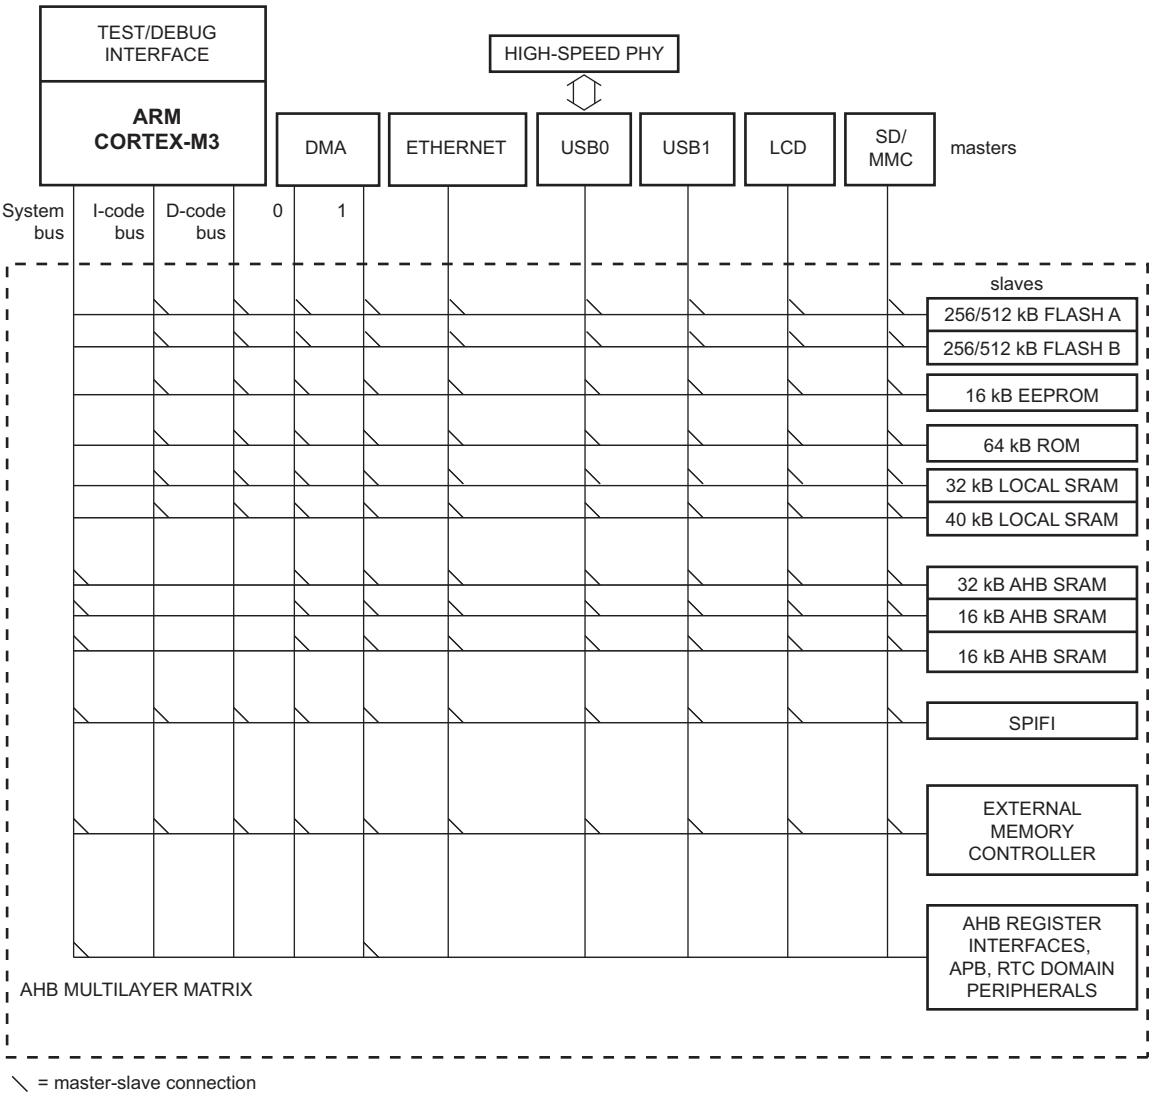 TEST/DEBUG
INTERFACE
ARM
CORTEX-M3
HIGH-SPEED PHY
DMA
ETHERNET
USB0
USB1
LCD
SD/
MMC
masters
System
bus
I-code
bus
D-code
bus
0
1
slaves
256/512 kB FLASH A
256/512 kB FLASH B
16 kB EEPROM
64 kB ROM
32 kB LOCAL SRAM
40 kB LOCAL SRAM
32 kB AHB SRAM
16 kB AHB SRAM
16 kB AHB SRAM
SPIFI
EXTERNAL
MEMORY
CONTROLLER
AHB REGISTER
INTERFACES,
APB, RTC DOMAIN
PERIPHERALS
AHB MULTILAYER MATRIX
= master-slave connection